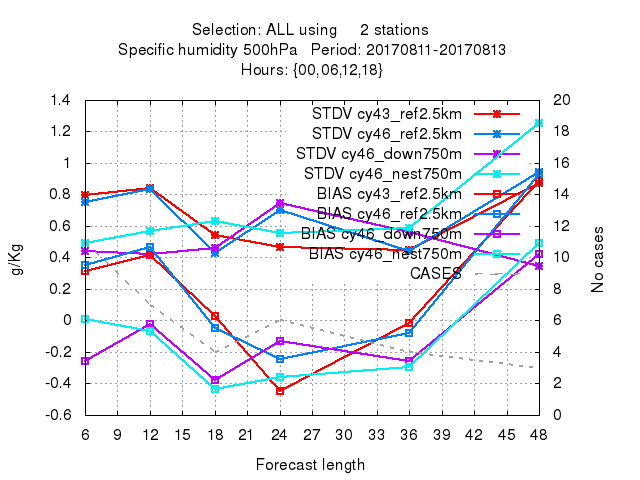 Selection: ALL using 2 stations
Specific humidity 500hPa Period: 20170811-20170813
Hours: {00,06,12,18}
1.4
1.2
1
0.8
0.6
0.4
0.2
0
-0.2
-0.4
-0.6
g/Kg
STDV cy43_ref2.5km
STDV cy46_ref2.5km
STDV cy46_down750m
STDV cy46_nest750m
BIAS cy43_ref2.5km
BIAS cy46_ref2.5km
BIAS cy46_down750m
BIAS cy46_nest750m
CASES
20
18
16
14
12
10
8
6
4
2
0
No cases
6 9 12 15 18 21 24 27 30 33 36 39 42 45 48
Forecast length